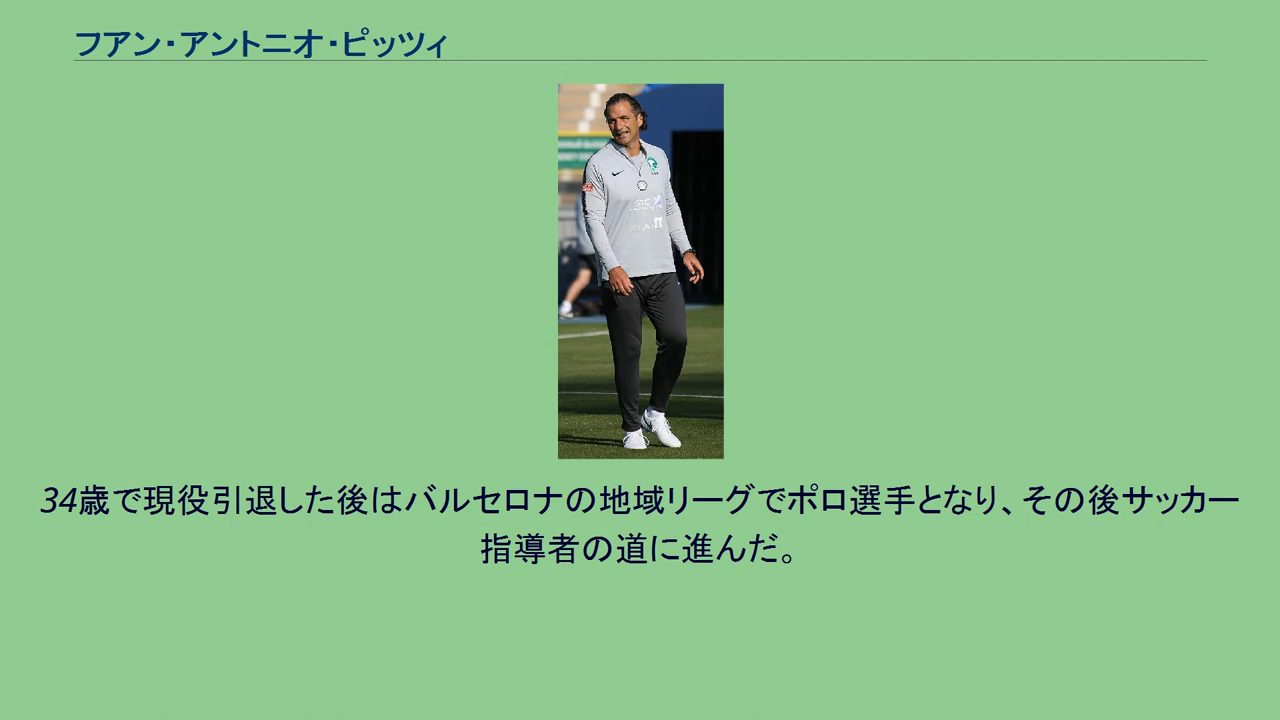 フアン・アントニオ・ピッツィ
34歳で現役引退した後はバルセロナの地域リーグでポロ選手となり、その後サッカー
指導者の道に進んだ。